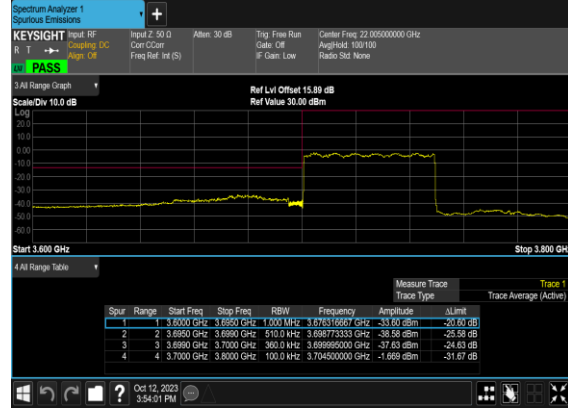 Spectrum Analyzer 1
Spurious Emissions
+
KEYSIGHT Input: RF Input Z: 50 Ω Atten: 30 dB Trig: Free Run Center Freq: 22.005000000 GHz
R T Coupling: DC Corr CCorr Gate: Off Avg|Hold: 100/100
Align: Off Freq Ref: Int (S) IF Gain: Low Radio Std: None
PASS
3 All Range Graph
Ref Lvl Offset 15.89 dB
Scale/Div 10.0 dB Ref Value 30.00 dBm
Log
20.0
10.0
0.00
-10.0
-20.0
-30.0
-40.0
-50.0
-60.0
Start 3.600 GHz Stop 3.800 GH
4 All Range Table
Measure Trace Trace 1
Trace Type Trace Average (Active)
Spur Range Start Freq Stop Freq RBW Frequency Amplitude ΔLimit
1 1 3.6000 GHz 3.6950 GHz 1.000 MHz 3.676316667 GHz -33.60 dBm -20.60 dB
2 2 3.6950 GHz 3.6990 GHz 510.0 kHz 3.698773333 GHz -38.58 dBm -25.58 dB
3 3 3.6990 GHz 3.7000 GHz 360.0 kHz 3.699995000 GHz -37.63 dBm -24.63 dB
4 4 3.7000 GHz 3.8000 GHz 100.0 kHz 3.704500000 GHz -1.669 dBm -31.67 dB
? Oct 12, 2023
3:54:01 PM